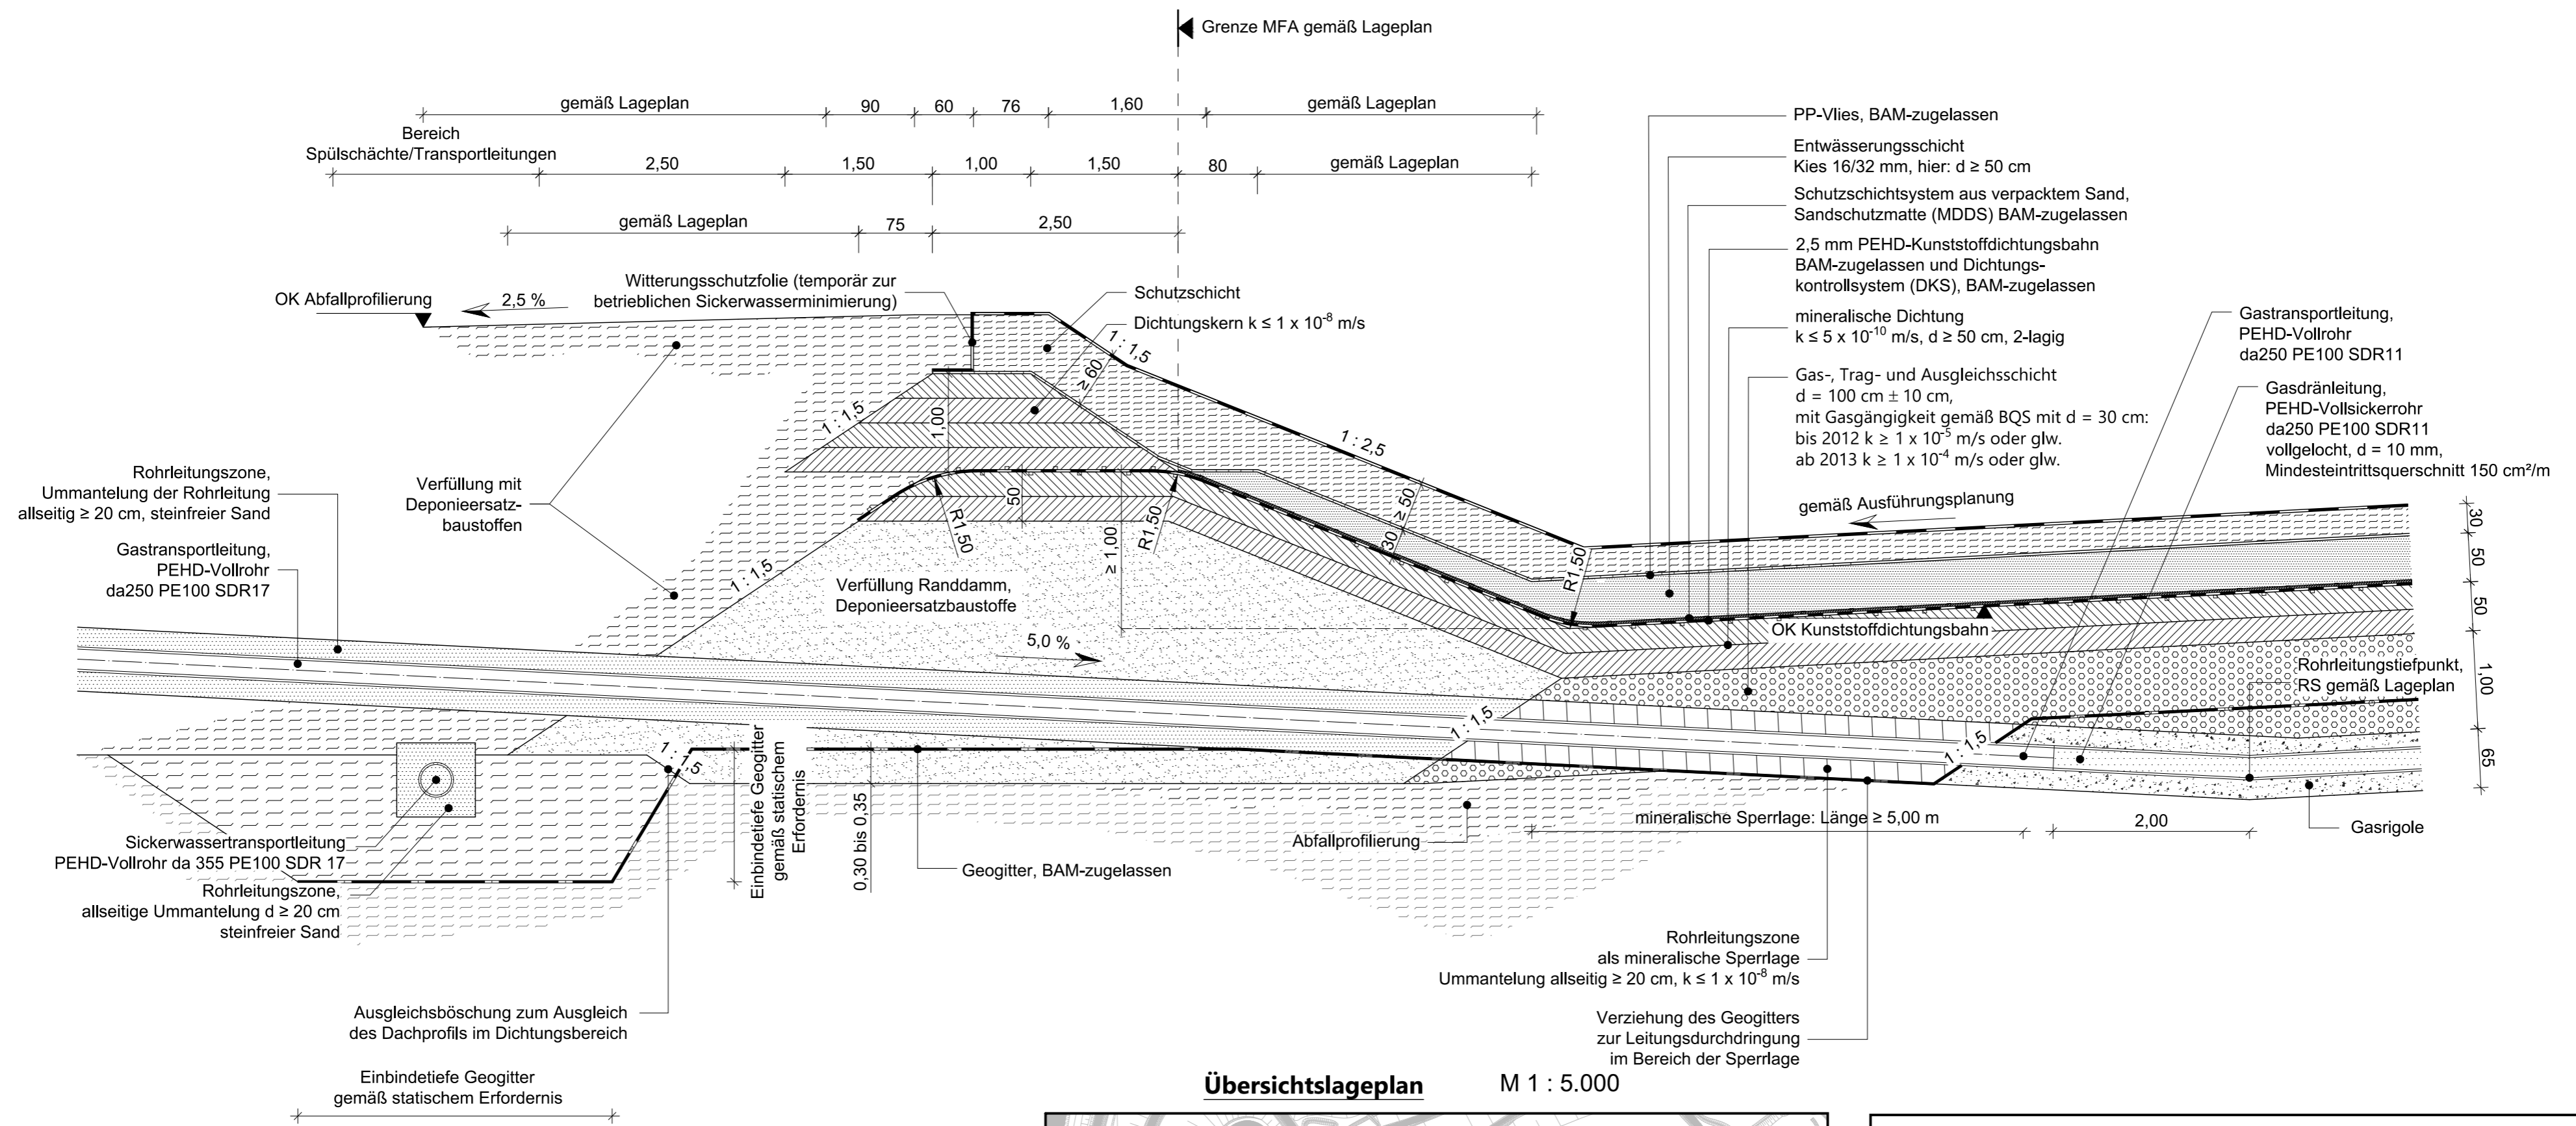 Grenze MFA gemäß Lageplan
gemäß Lageplan
90
60
76
1,60
gemäß Lageplan
Bereich
Spülschächte/Transportleitungen
2,50
1,50
1,00
1,50
80
gemäß Lageplan
gemäß Lageplan
75
2,50
PP-Vlies, BAM-zugelassen
Entwässerungsschicht
Kies 16/32 mm, hier: d ≥ 50 cm
Schutzschichtsystem aus verpacktem Sand,
Sandschutzmatte (MDDS) BAM-zugelassen
2,5 mm PEHD-Kunststoffdichtungsbahn
BAM-zugelassen und Dichtungs-
kontrollsystem (DKS), BAM-zugelassen
mineralische Dichtung
k ≤ 5 x 10⁻¹⁰ m/s, d ≥ 50 cm, 2-lagig
Gas-, Trag- und Ausgleichsschicht
d = 100 cm ± 10 cm,
mit Gasgängigkeit gemäß BQS mit d = 30 cm:
bis 2012 k ≥ 1 x 10⁻⁵ m/s oder glw.
ab 2013 k ≥ 1 x 10⁻⁴ m/s oder glw.
Gastransportleitung,
PEHD-Vollrohr
da250 PE100 SDR11
Gasdränleitung,
PEHD-Vollsickerrohr
da250 PE100 SDR11
vollgelocht, d = 10 mm,
Mindesteintrittsquerschnitt 150 cm²/m
OK Abfallprofilierung
2,5 %
Witterungsschutzfolie (temporär zur
betrieblichen Sickerwasserminimierung)
Schutzschicht
Dichtungskern k ≤ 1 x 10⁻⁸ m/s
1 : 1,5
≥ 60
1 : 1,5
1,00
1 : 2,5
Verfüllung mit
Deponieersatz-
baustoffen
Rohrleitungszone,
Ummantelung der Rohrleitung
allseitig ≥ 20 cm, steinfreier Sand
Gastransportleitung,
PEHD-Vollrohr
da250 PE100 SDR17
50
R1,50
≥ 1,00
R1,50
30
≥ 50
R1,50
1 : 1,5
Verfüllung Randdamm,
Deponieersatzbaustoffe
gemäß Ausführungsplanung
30
50
50
1,00
65
OK Kunststoffdichtungsbahn
5,0 %
Rohrleitungstiefpunkt,
RS gemäß Lageplan
1 : 1,5
1 : 1,5
1 : 1,5
Einbindetiefe Geogitter
gemäß statischem
Erfordernis
0,30 bis 0,35
Sickerwassertransportleitung
PEHD-Vollrohr da 355 PE100 SDR 17
Rohrleitungszone,
allseitige Ummantelung d ≥ 20 cm
steinfreier Sand
Geogitter, BAM-zugelassen
Abfallprofilierung
mineralische Sperrlage: Länge ≥ 5,00 m
2,00
Gasrigole
Rohrleitungszone
als mineralische Sperrlage
Ummantelung allseitig ≥ 20 cm, k ≤ 1 x 10⁻⁸ m/s
Ausgleichsböschung zum Ausgleich
des Dachprofils im Dichtungsbereich
Verziehung des Geogitters
zur Leitungsdurchdringung
im Bereich der Sperrlage
Einbindetiefe Geogitter
gemäß statischem Erfordernis
Übersichtslageplan M 1 : 5.000